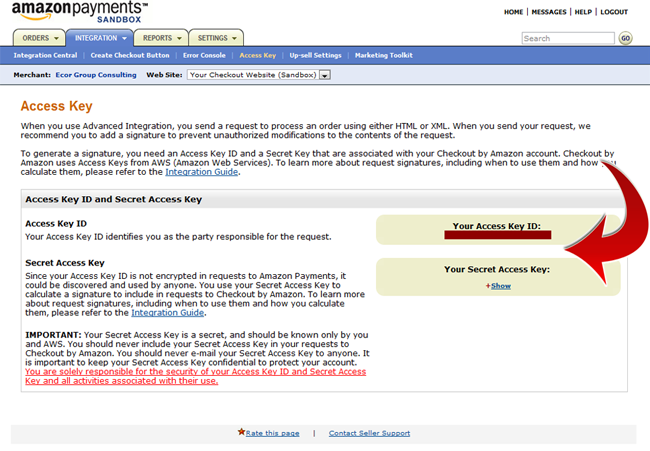 amazonpayments™
SANDBOX
HOME | MESSAGES | HELP | LOGOUT
ORDERS INTEGRATION REPORTS SETTINGS
Search GO
Integration Central | Create Checkout Button | Error Console | Access Key | Up-sell Settings | Marketing Toolkit
Merchant: Ecor Group Consulting Web Site: Your Checkout Website (Sandbox)
Access Key
When you use Advanced Integration, you send a request to process an order using either HTML or XML. When you send your request, we
recommend you to add a signature to prevent unauthorized modifications to the contents of the request.
To generate a signature, you need an Access Key ID and a Secret Key that are associated with your Checkout by Amazon account. Checkout by
Amazon uses Access Keys from AWS (Amazon Web Services). To learn more about request signatures, including when to use them and how you
calculate them, please refer to the Integration Guide.
Access Key ID and Secret Access Key
Access Key ID
Your Access Key ID identifies you as the party responsible for the request.
Your Access Key ID:
Secret Access Key
Since your Access Key ID is not encrypted in requests to Amazon Payments, it
could be discovered and used by anyone. You use your Secret Access Key to
calculate a signature to include in requests to Checkout by Amazon. To learn more
about request signatures, including when to use them and how you calculate
them, please refer to the Integration Guide.
Your Secret Access Key:
+Show
IMPORTANT: Your Secret Access Key is a secret, and should be known only by you
and AWS. You should never include your Secret Access Key in your requests to
Checkout by Amazon. You should never e-mail your Secret Access Key to anyone. It
is important to keep your Secret Access Key confidential to protect your account.
You are solely responsible for the security of your Access Key ID and Secret Access
Key and all activities associated with their use.
Rate this page | Contact Seller Support